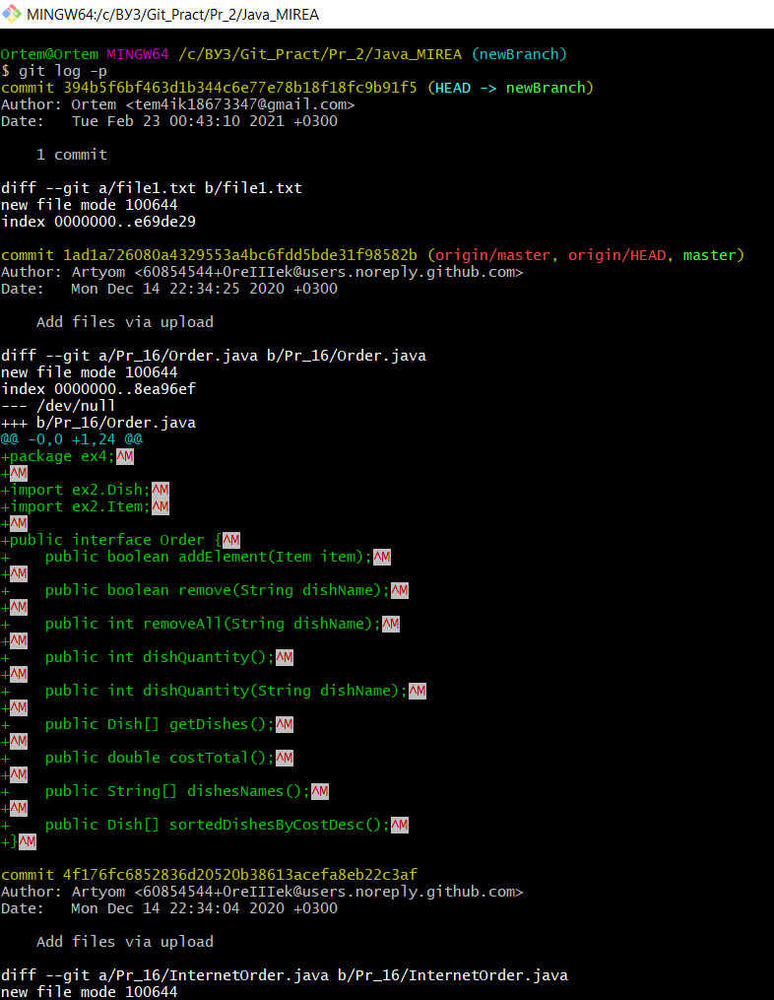 MINGW64:/c/ВУЗ/Git_Pract/Pr_2/Java_MIREA
Ortem@Ortem MINGW64 /c/ВУЗ/Git_Pract/Pr_2/Java_MIREA (newBranch)
$ git log -p
commit 394b5f6bf463d1b344c6e77e78b18f18fc9b91f5 (HEAD -> newBranch)
Author: Ortem <tem4ik18673347@gmail.com>
Date:   Tue Feb 23 00:43:10 2021 +0300
    1 commit
diff --git a/file1.txt b/file1.txt
new file mode 100644
index 0000000..e69de29
commit 1ad1a726080a4329553a4bc6fdd5bde31f98582b (origin/master, origin/HEAD, master)
Author: Artyom <60854544+OreIIIek@users.noreply.github.com>
Date:   Mon Dec 14 22:34:25 2020 +0300
    Add files via upload
diff --git a/Pr_16/Order.java b/Pr_16/Order.java
new file mode 100644
index 0000000..8ea96ef
--- /dev/null
+++ b/Pr_16/Order.java
@@ -0,0 +1,24 @@
+package ex4;^M
+^M
+import ex2.Dish;^M
+import ex2.Item;^M
+^M
+public interface Order {^M
+    public boolean addElement(Item item);^M
+^M
+    public boolean remove(String dishName);^M
+^M
+    public int removeAll(String dishName);^M
+^M
+    public int dishQuantity();^M
+^M
+    public int dishQuantity(String dishName);^M
+^M
+    public Dish[] getDishes();^M
+^M
+    public double costTotal();^M
+^M
+    public String[] dishesNames();^M
+^M
+    public Dish[] sortedDishesByCostDesc();^M
+}^M
commit 4f176fc6852836d20520b38613acefa8eb22c3af
Author: Artyom <60854544+OreIIIek@users.noreply.github.com>
Date:   Mon Dec 14 22:34:04 2020 +0300
    Add files via upload
diff --git a/Pr_16/InternetOrder.java b/Pr_16/InternetOrder.java
new file mode 100644